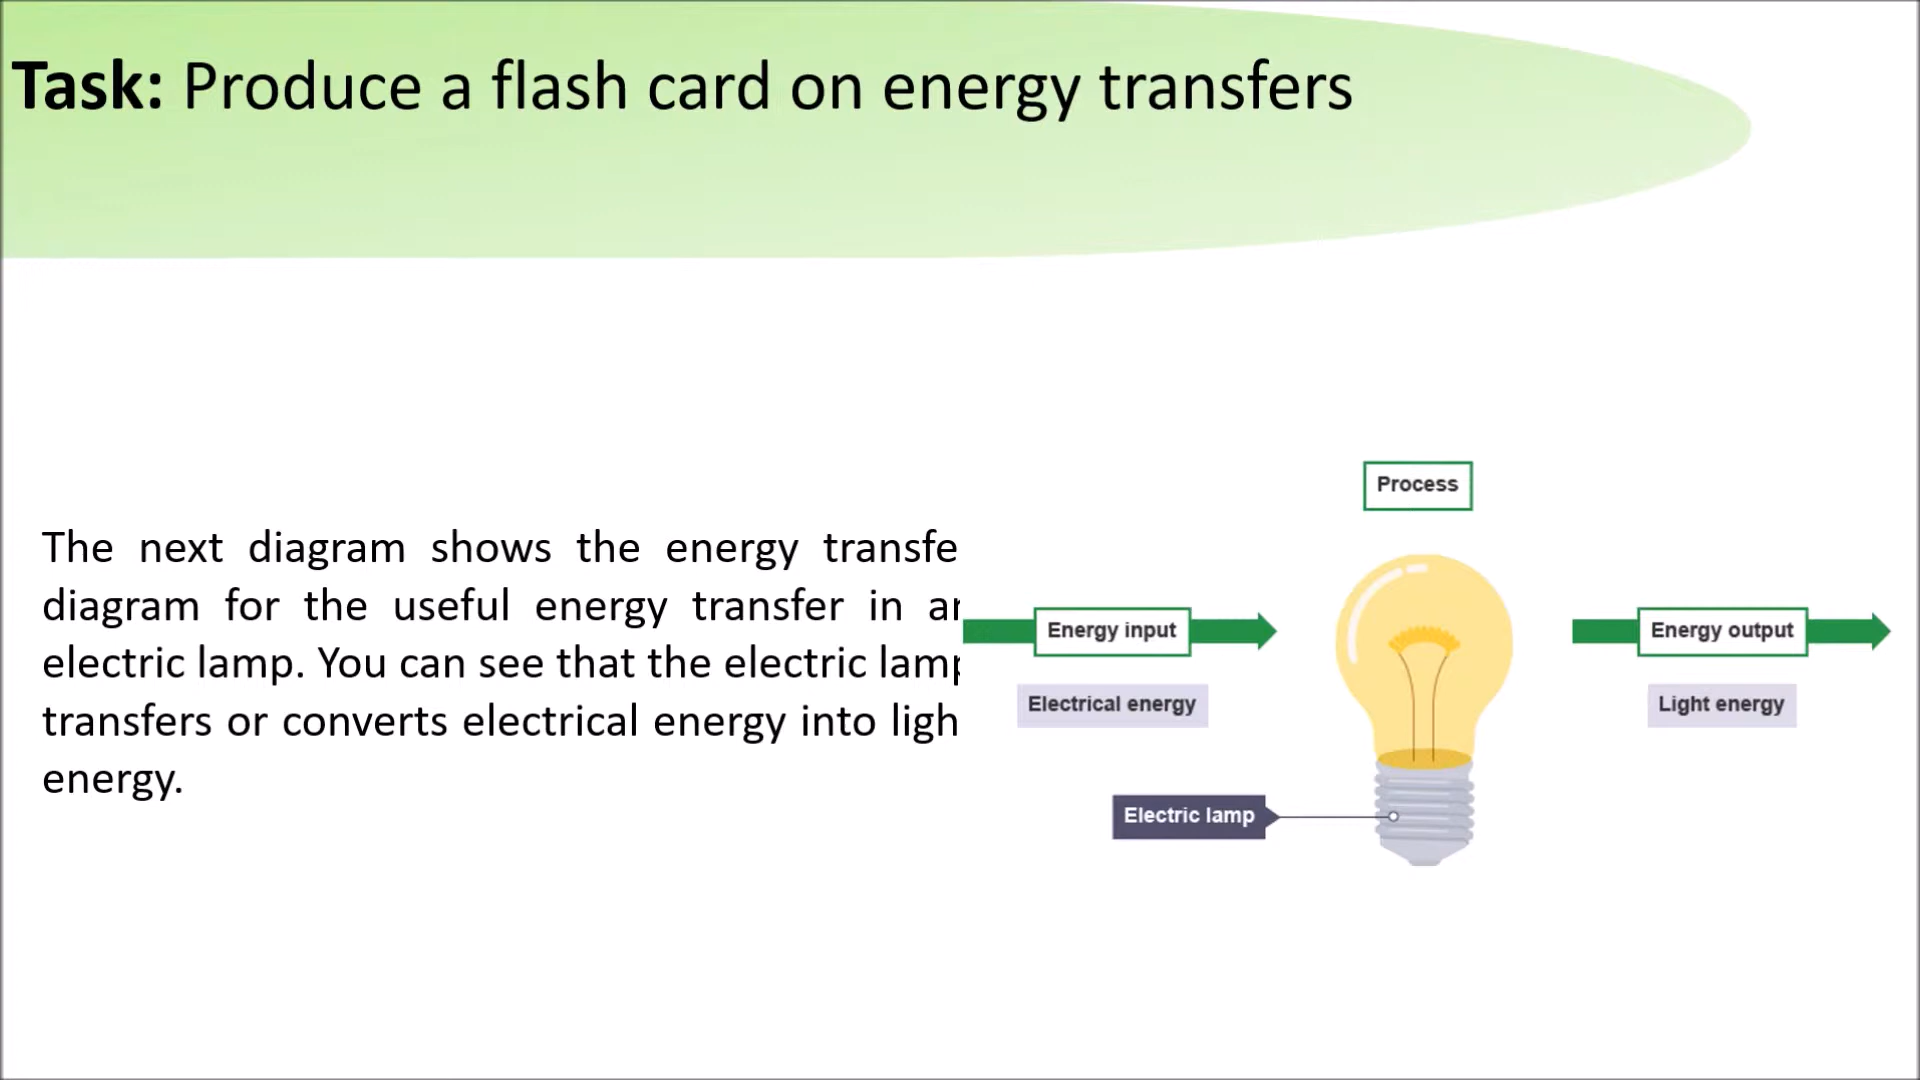 Task: Produce a flash card on energy transfers
The next diagram shows the energy transfe
diagram for the useful energy transfer in an
electric lamp. You can see that the electric lamp
transfers or converts electrical energy into ligh
energy.
Process
Energy input
Energy output
Electrical energy
Light energy
Electric lamp